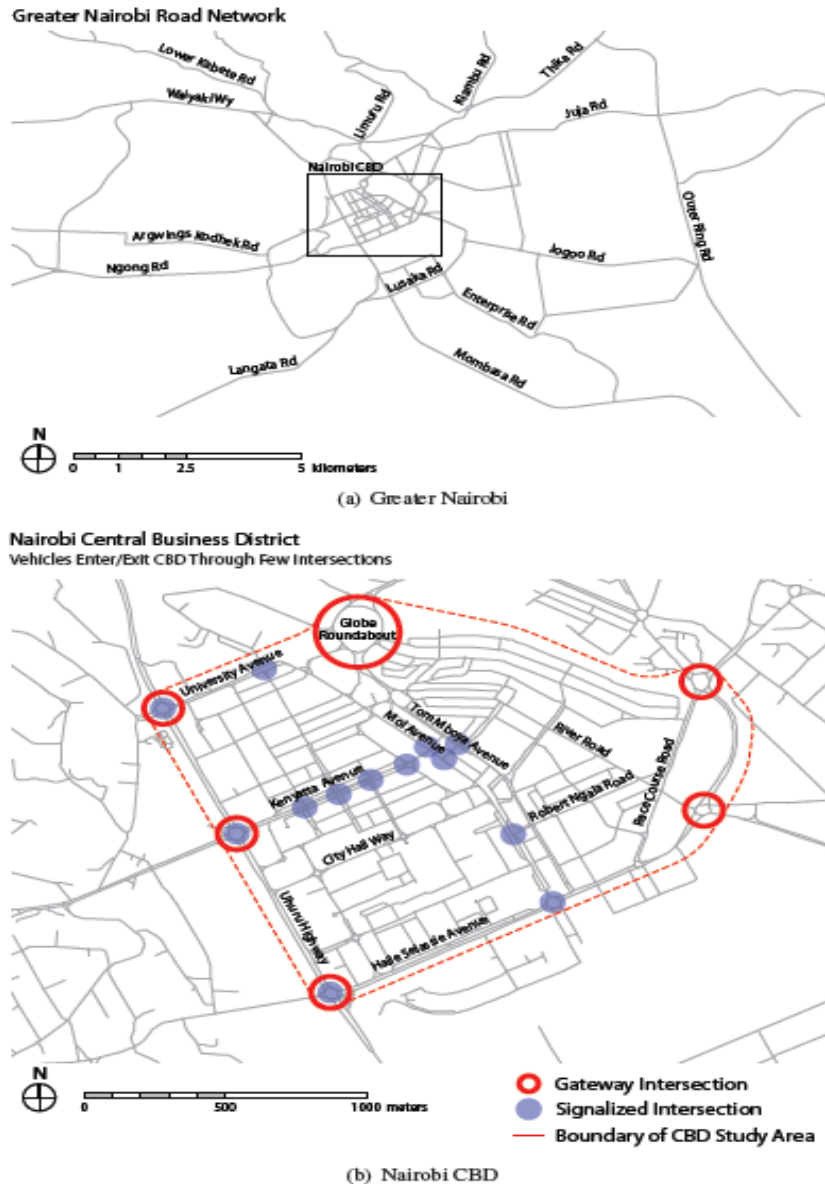 Greater Nairobi Road Network
Lower Kabete Rd
Waiyaki Wy
Limuru Rd
Kiambu Rd
Thika Rd
Juja Rd
Nairobi CBD
Outer Ring Rd
Argwings Kodhek Rd
Ngong Rd
Jogoo Rd
Lusaka Rd
Enterprise Rd
Langata Rd
Mombasa Rd
N
0 1 2.5 5 kilometers
(a) Greater Nairobi
Nairobi Central Business District
Vehicles Enter/Exit CBD Through Few Intersections
Globe
Roundabout
University Avenue
Tom Mboya Avenue
Moi Avenue
River Road
Kenyatta Avenue
Race Course Road
Robert Ngala Road
City Hall Way
Uhuru Highway
Haile Selassie Avenue
N
0 500 1000 meters
Gateway Intersection
Signalized Intersection
Boundary of CBD Study Area
(b) Nairobi CBD